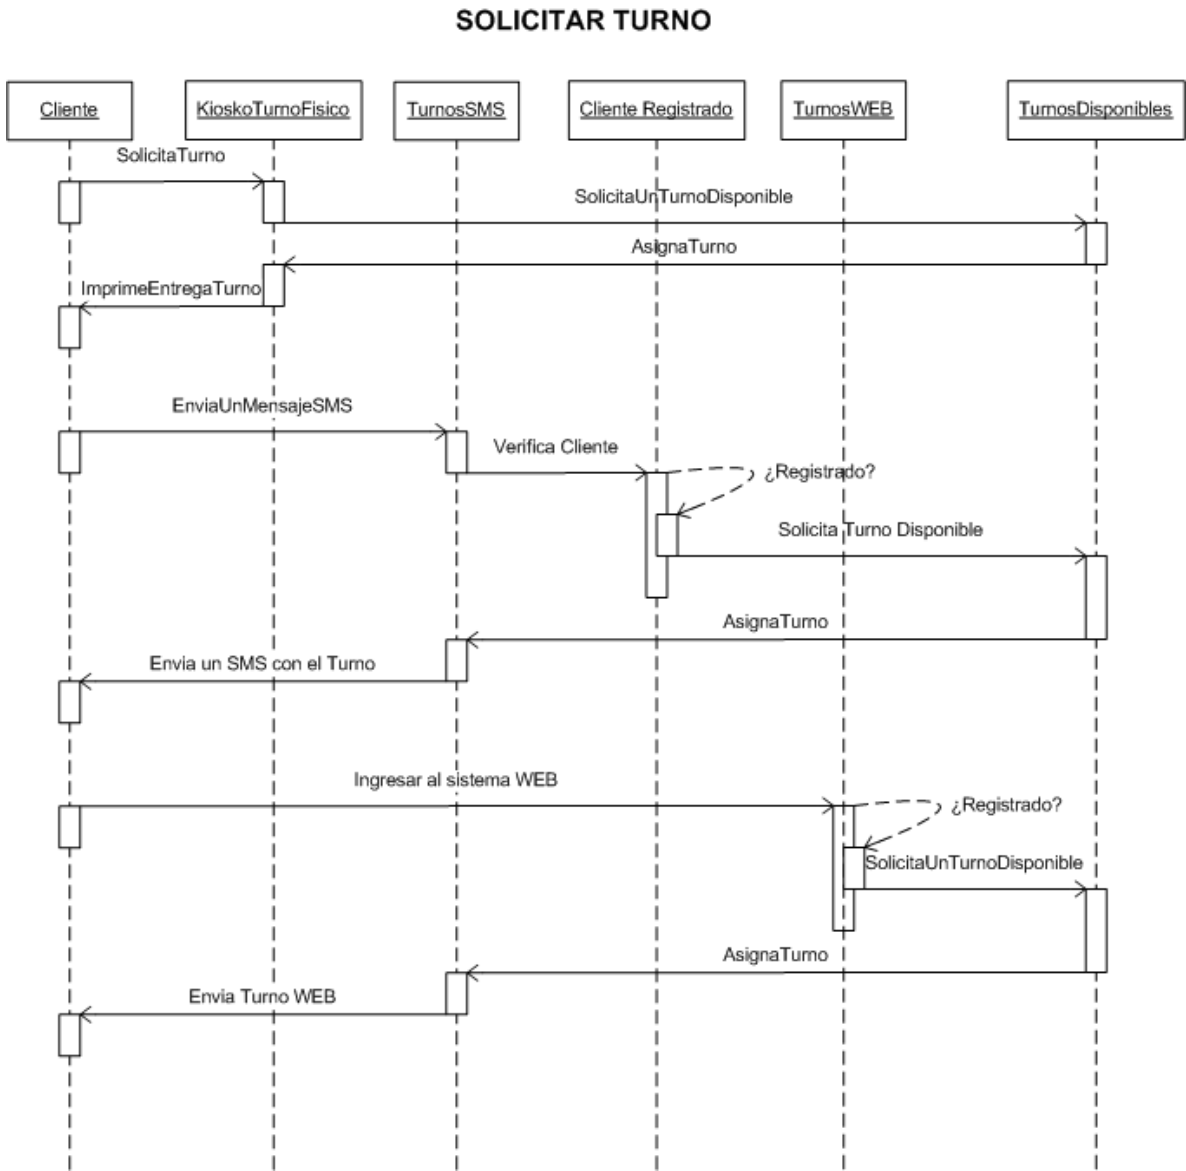 SOLICITAR TURNO
Cliente
KioskoTurnoFisico
TurnosSMS
Cliente Registrado
TurnosWEB
TurnosDisponibles
SolicitaTurno
SolicitaUnTurnoDisponible
AsignaTurno
ImprimeEntregaTurno
EnviaUnMensajeSMS
Verifica Cliente
¿Registrado?
Solicita Turno Disponible
AsignaTurno
Envia un SMS con el Turno
Ingresar al sistema WEB
¿Registrado?
SolicitaUnTurnoDisponible
AsignaTurno
Envia Turno WEB